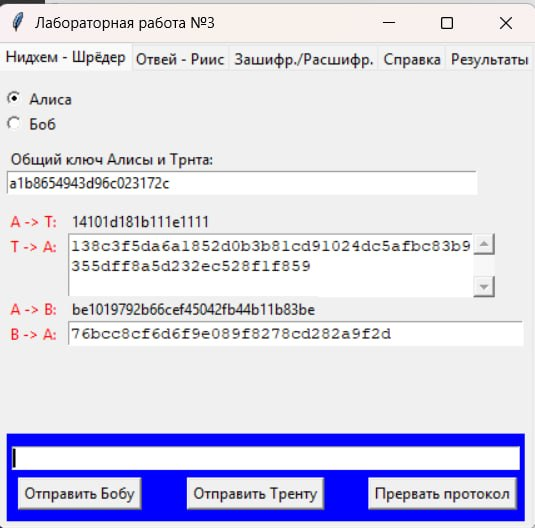 Лабораторная работа №3
Нидхем - Шрёдер Отвей - Риис Зашифр./Расшифр. Справка Результаты
Алиса
Боб
Общий ключ Алисы и Трнта:
a1b8654943d96c023172c
A -> T: 14101d181b111e1111
T -> A: 138c3f5da6a1852d0b3b81cd91024dc5afbc83b9
355dff8a5d232ec528f1f859
A -> B: be1019792b66cef45042fb44b11b83be
B -> A: 76bcc8cf6d6f9e089f8278cd282a9f2d
Отправить Бобу Отправить Тренту Прервать протокол